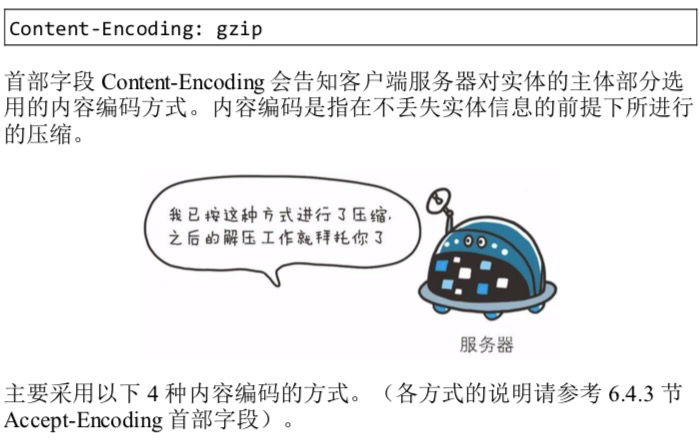 Content-Encoding: gzip
首部字段 Content-Encoding 会告知客户端服务器对实体的主体部分选
用的内容编码方式。内容编码是指在不丢失实体信息的前提下所进行
的压缩。
我已按这种方式进行了压缩，
之后的解压工作就拜托你了
服务器
主要采用以下 4 种内容编码的方式。（各方式的说明请参考 6.4.3 节
Accept-Encoding 首部字段）。